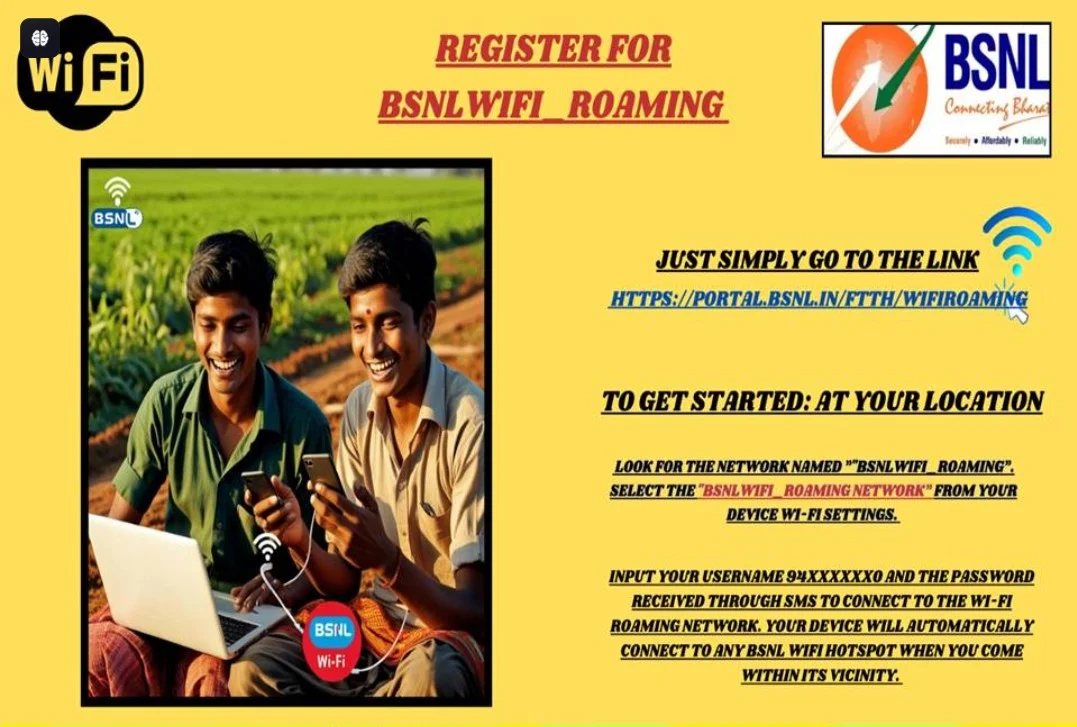 Wi Fi
REGISTER FOR
BSNLWIFI_ROAMING
BSNL
Connecting Bharat
Securely • Affordably • Reliably
BSNL
JUST SIMPLY GO TO THE LINK
HTTPS://PORTAL.BSNL.IN/FTTH/WIFIROAMING
TO GET STARTED: AT YOUR LOCATION
LOOK FOR THE NETWORK NAMED ""BSNLWIFI_ROAMING".
SELECT THE "BSNLWIFI_ROAMING NETWORK" FROM YOUR
DEVICE WI-FI SETTINGS.
INPUT YOUR USERNAME 94XXXXXXX0 AND THE PASSWORD
RECEIVED THROUGH SMS TO CONNECT TO THE WI-FI
ROAMING NETWORK. YOUR DEVICE WILL AUTOMATICALLY
CONNECT TO ANY BSNL WIFI HOTSPOT WHEN YOU COME
WITHIN ITS VICINITY.
BSNL
Wi-Fi